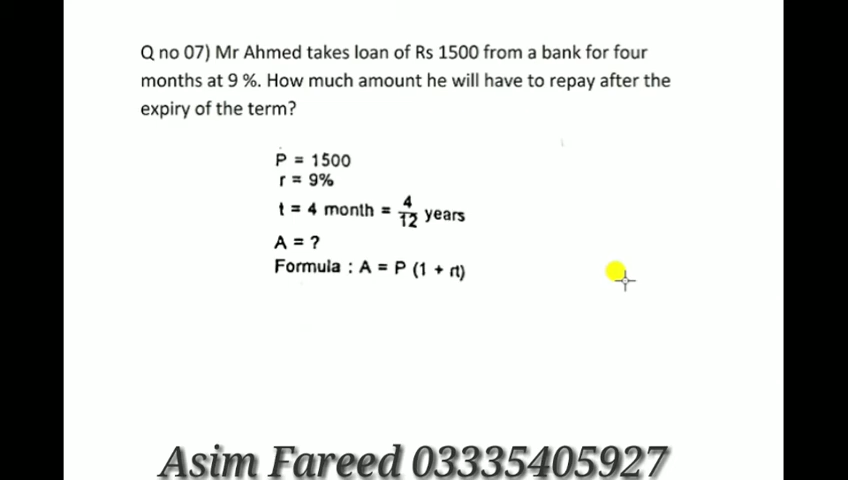 Q no 07) Mr Ahmed takes loan of Rs 1500 from a bank for four
months at 9 %. How much amount he will have to repay after the
expiry of the term?
P = 1500
r = 9%
t = 4 month = 4/12 years
A = ?
Formula : A = P (1 + rt)
Asim Fareed 03335405927